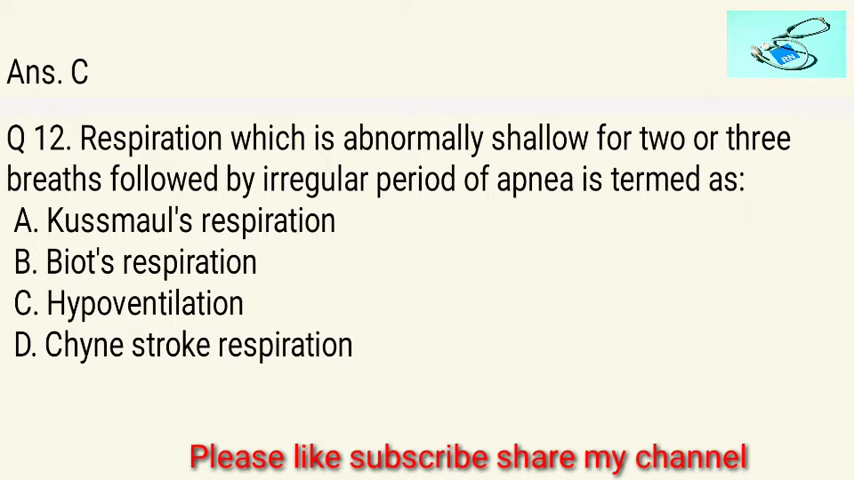 Ans. C
Q 12. Respiration which is abnormally shallow for two or three
breaths followed by irregular period of apnea is termed as:
A. Kussmaul's respiration
B. Biot's respiration
C. Hypoventilation
D. Chyne stroke respiration
Please like subscribe share my channel